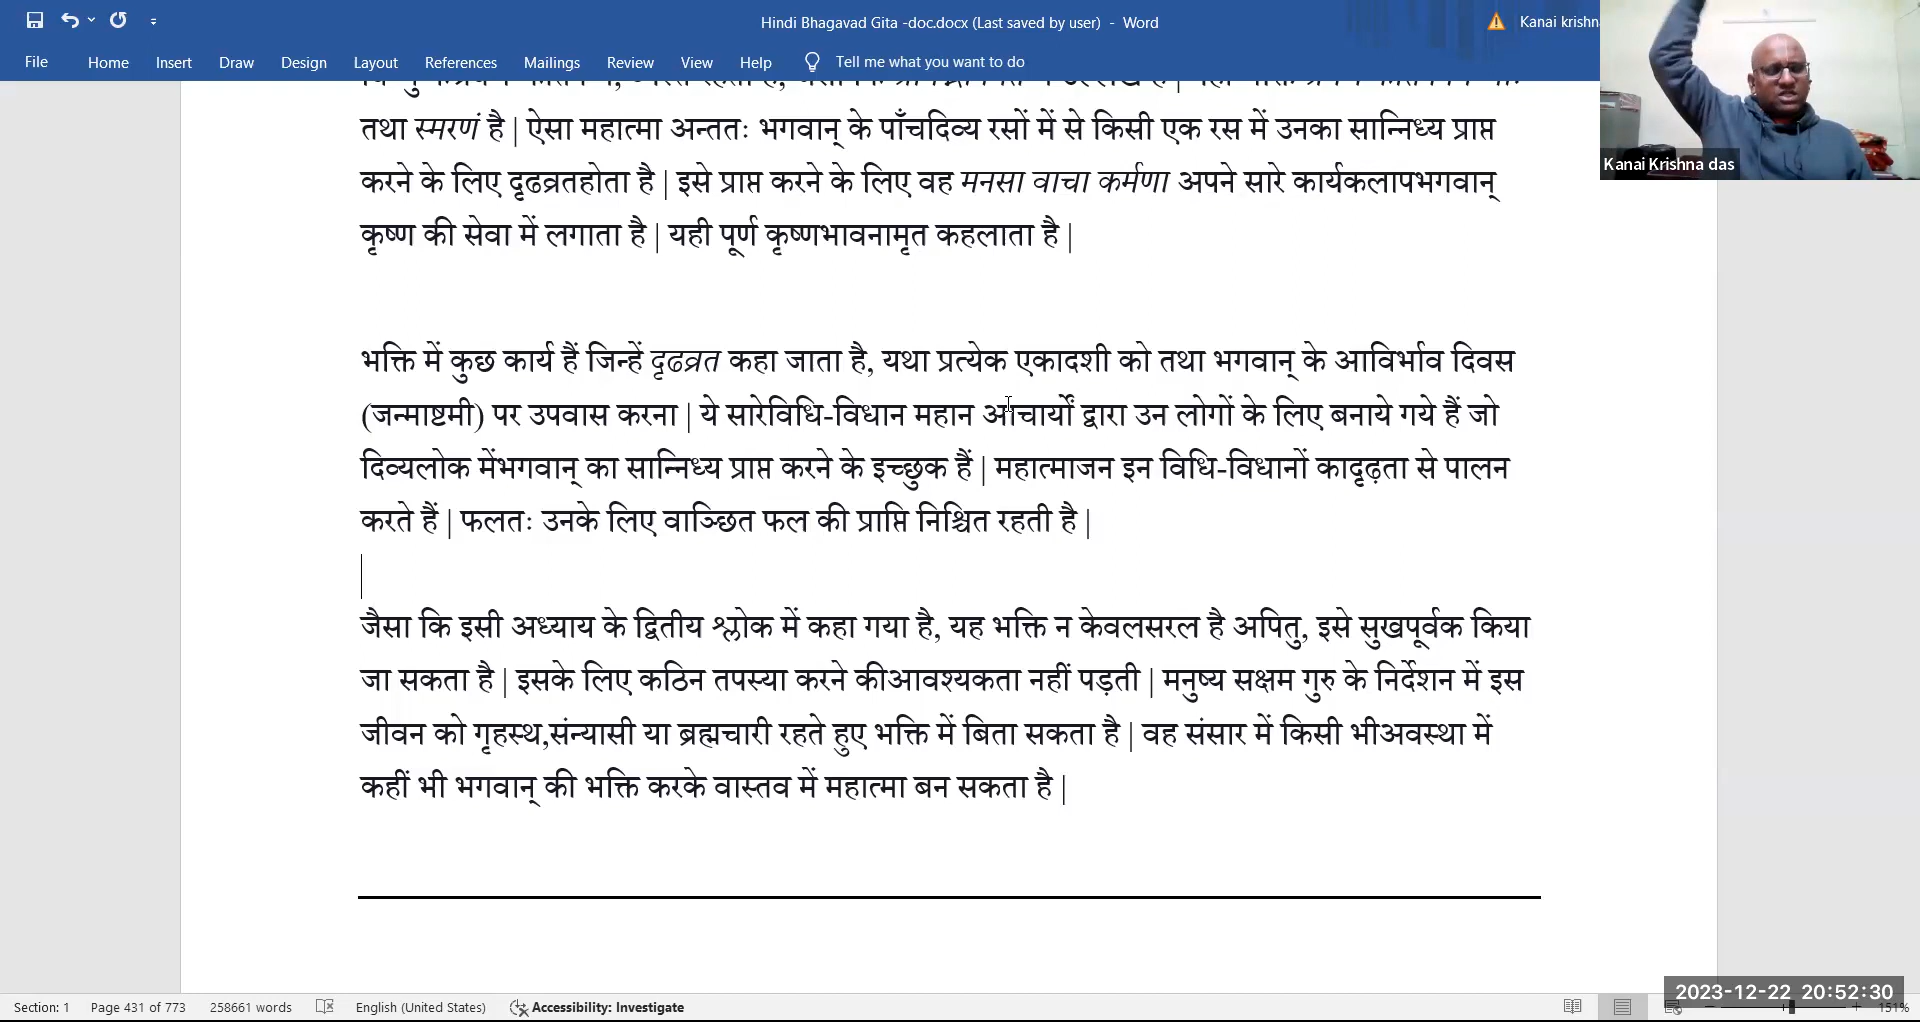 Hindi Bhagavad Gita -doc.docx (Last saved by user) - Word
Kanai krishn
File Home Insert Draw Design Layout References Mailings Review View Help Tell me what you want to do
Kanai Krishna das
तथा स्मरणं है | ऐसा महात्मा अन्ततः भगवान् के पाँचदिव्य रसों में से किसी एक रस में उनका सान्निध्य प्राप्त
करने के लिए दृढव्रतहोता है | इसे प्राप्त करने के लिए वह मनसा वाचा कर्मणा अपने सारे कार्यकलापभगवान्
कृष्ण की सेवा में लगाता है | यही पूर्ण कृष्णभावनामृत कहलाता है |
भक्ति में कुछ कार्य हैं जिन्हें दृढव्रत कहा जाता है, यथा प्रत्येक एकादशी को तथा भगवान् के आविर्भाव दिवस
(जन्माष्टमी) पर उपवास करना | ये सारेविधि-विधान महान आचार्यों द्वारा उन लोगों के लिए बनाये गये हैं जो
दिव्यलोक मेंभगवान् का सान्निध्य प्राप्त करने के इच्छुक हैं | महात्माजन इन विधि-विधानों कादृढ़ता से पालन
करते हैं | फलतः उनके लिए वाञ्छित फल की प्राप्ति निश्चित रहती है |
जैसा कि इसी अध्याय के द्वितीय श्लोक में कहा गया है, यह भक्ति न केवलसरल है अपितु, इसे सुखपूर्वक किया
जा सकता है | इसके लिए कठिन तपस्या करने कीआवश्यकता नहीं पड़ती | मनुष्य सक्षम गुरु के निर्देशन में इस
जीवन को गृहस्थ,संन्यासी या ब्रह्मचारी रहते हुए भक्ति में बिता सकता है | वह संसार में किसी भीअवस्था में
कहीं भी भगवान् की भक्ति करके वास्तव में महात्मा बन सकता है |
2023-12-22 20:52:30
Section: 1 Page 431 of 773 258661 words English (United States) Accessibility: Investigate 151%